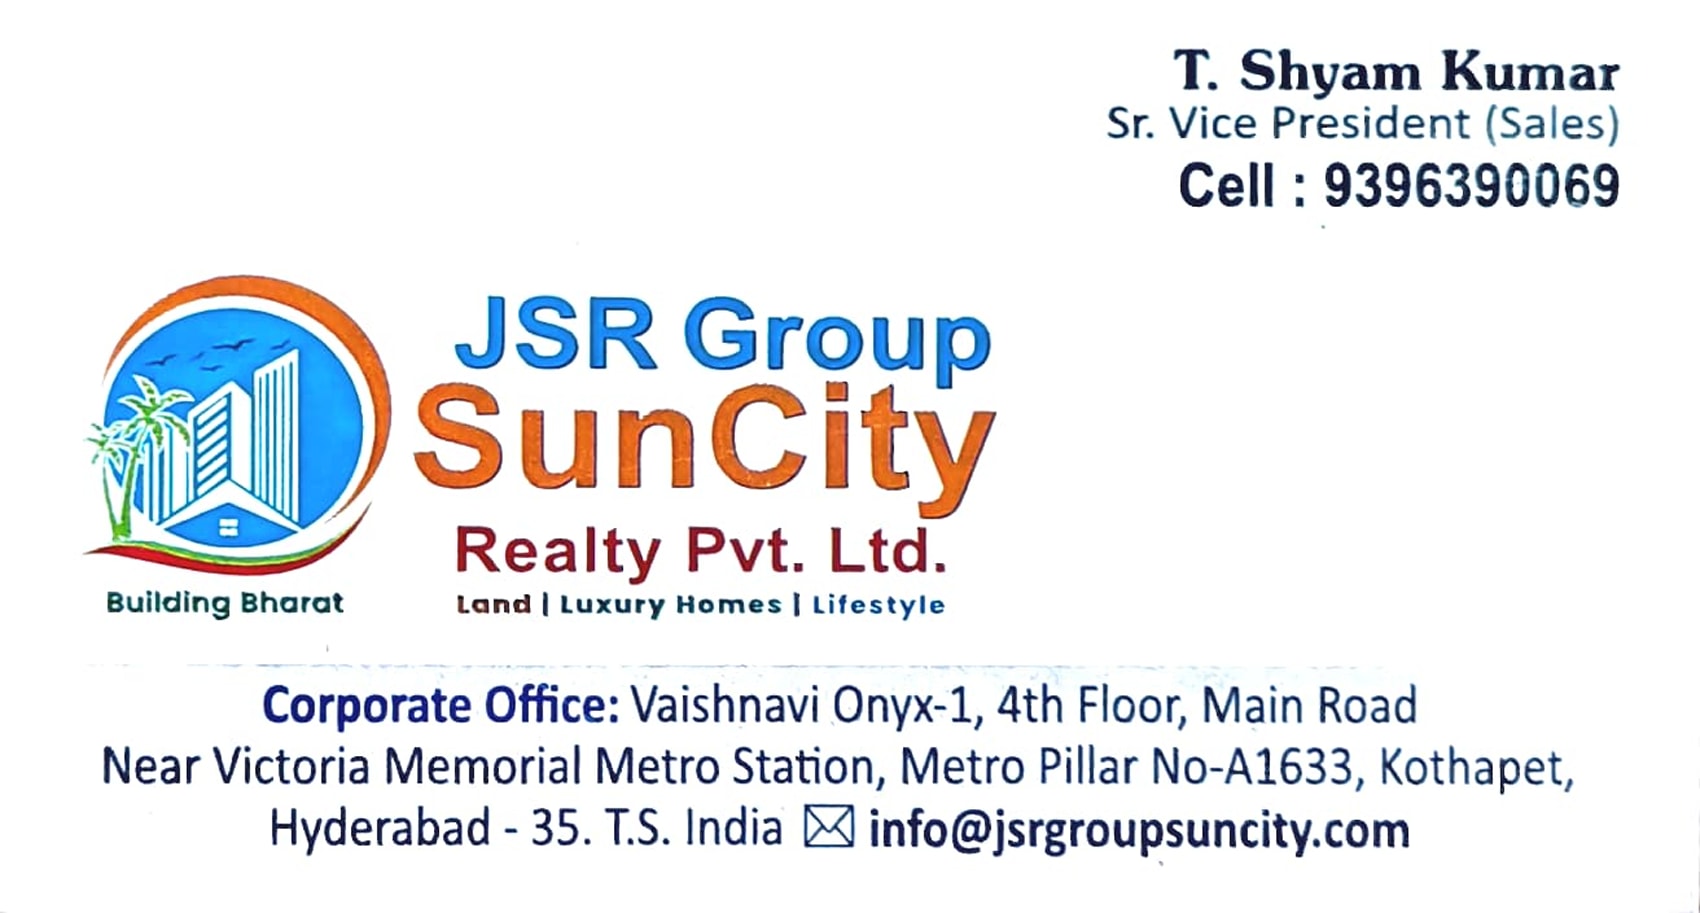 T. Shyam Kumar
Sr. Vice President (Sales)
Cell : 9396390069
JSR Group
SunCity
Realty Pvt. Ltd.
Building Bharat
Land | Luxury Homes | Lifestyle
Corporate Office: Vaishnavi Onyx-1, 4th Floor, Main Road
Near Victoria Memorial Metro Station, Metro Pillar No-A1633, Kothapet,
Hyderabad - 35. T.S. India info@jsrgroupsuncity.com